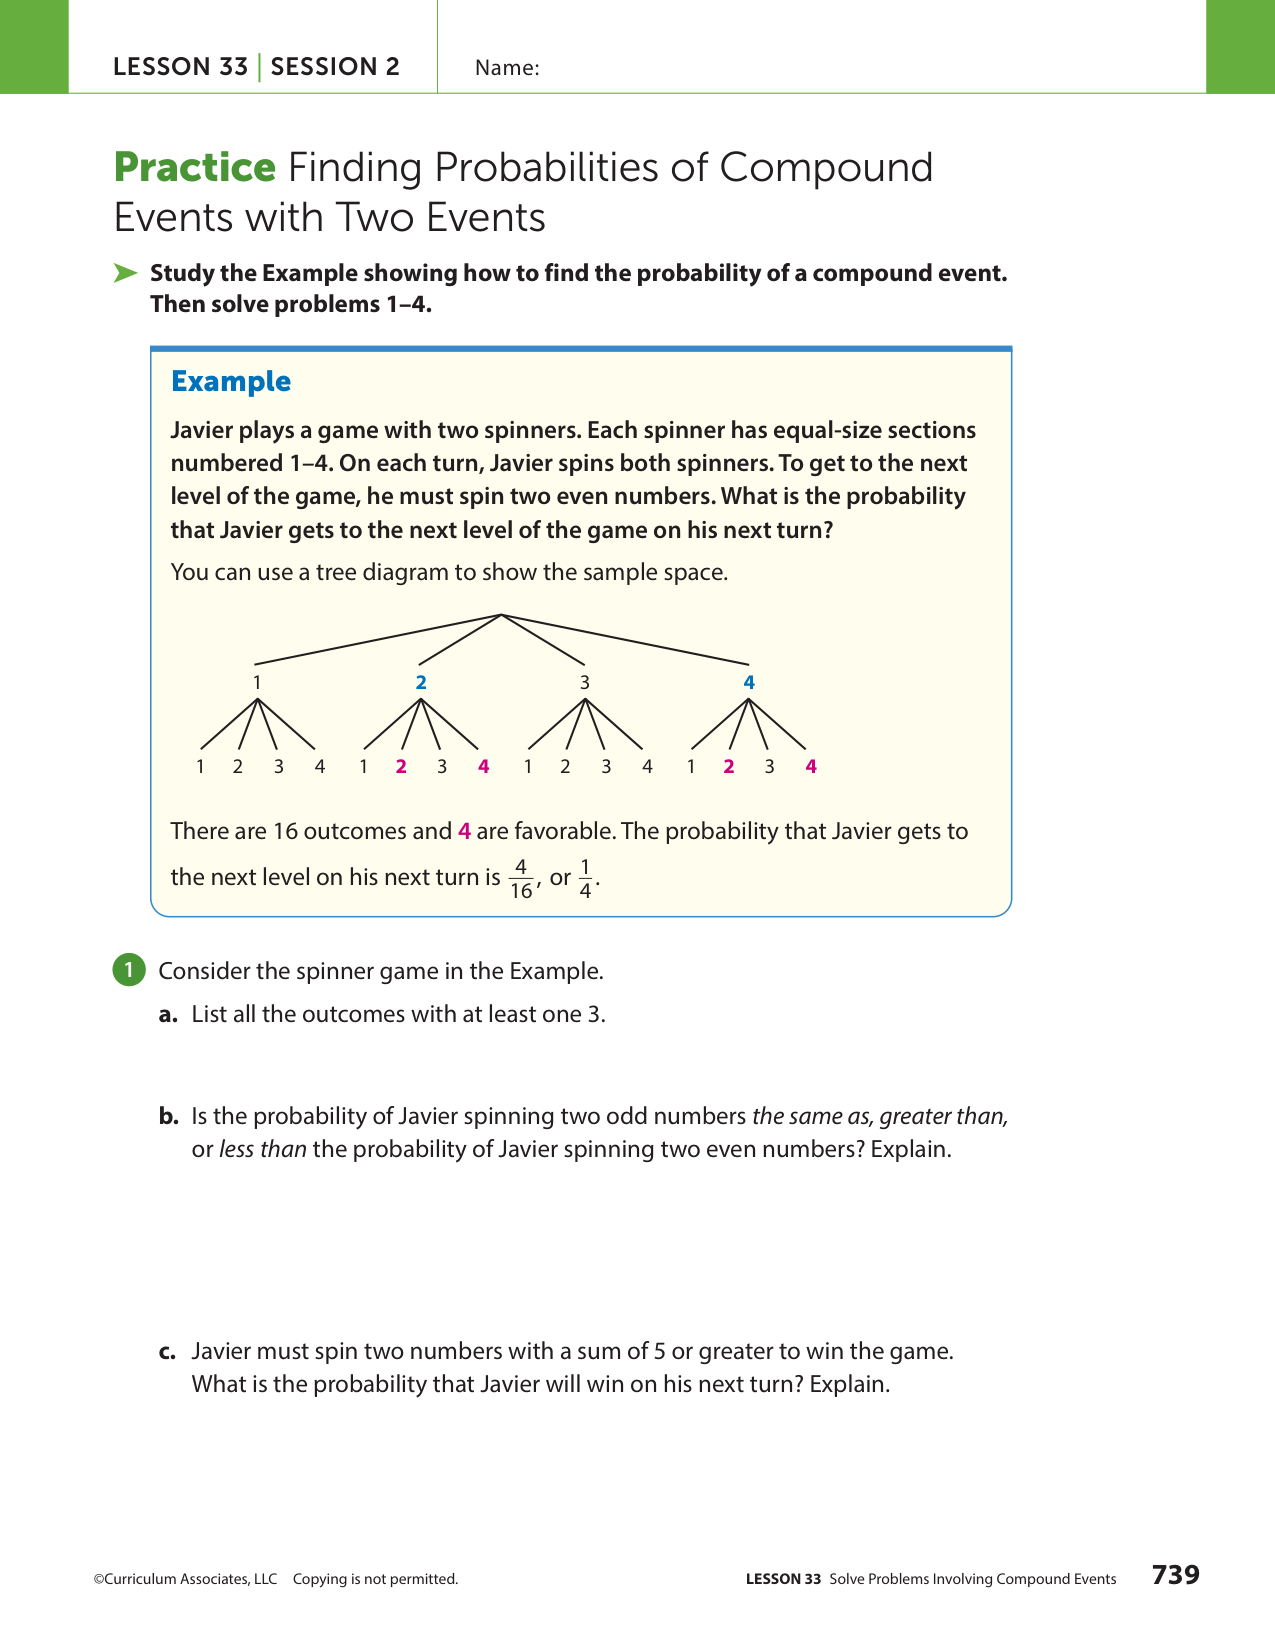 LESSON 33 | SESSION 2
Name:
Practice Finding Probabilities of Compound
Events with Two Events
Study the Example showing how to find the probability of a compound event.
Then solve problems 1–4.
Example
Javier plays a game with two spinners. Each spinner has equal-size sections
numbered 1–4. On each turn, Javier spins both spinners. To get to the next
level of the game, he must spin two even numbers. What is the probability
that Javier gets to the next level of the game on his next turn?
You can use a tree diagram to show the sample space.
1 2 3 4
1 2 3 4 1 2 3 4 1 2 3 4 1 2 3 4
There are 16 outcomes and 4 are favorable. The probability that Javier gets to
the next level on his next turn is 4/16, or 1/4.
1 Consider the spinner game in the Example.
a. List all the outcomes with at least one 3.
b. Is the probability of Javier spinning two odd numbers the same as, greater than,
or less than the probability of Javier spinning two even numbers? Explain.
c. Javier must spin two numbers with a sum of 5 or greater to win the game.
What is the probability that Javier will win on his next turn? Explain.
©Curriculum Associates, LLC Copying is not permitted.
LESSON 33 Solve Problems Involving Compound Events 739